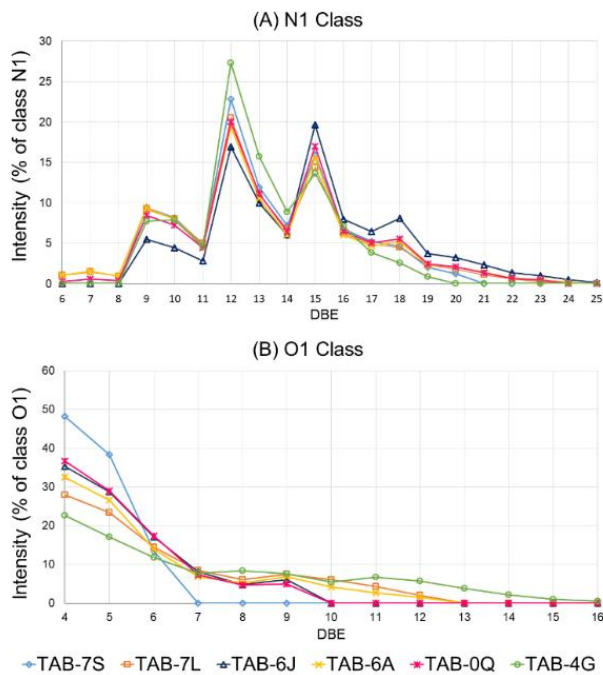 (A) N1 Class
Intensity (% of class N1)
30
25
20
15
10
5
0
6 7 8 9 10 11 12 13 14 15 16 17 18 19 20 21 22 23 24 25
DBE
(B) O1 Class
Intensity (% of class O1)
60
50
40
30
20
10
0
4 5 6 7 8 9 10 11 12 13 14 15 16
DBE
TAB-7S TAB-7L TAB-6J TAB-6A TAB-0Q TAB-4G